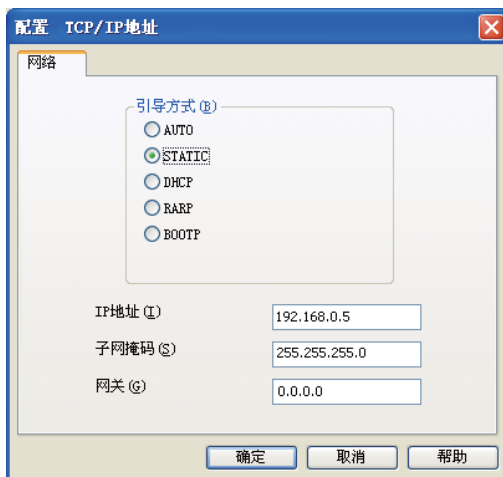 配置 TCP/IP地址
网络
引导方式(B)
AUTO
STATIC
DHCP
RARP
BOOTP
IP地址(I) 192.168.0.5
子网掩码(S) 255.255.255.0
网关(G) 0.0.0.0
确定 取消 帮助